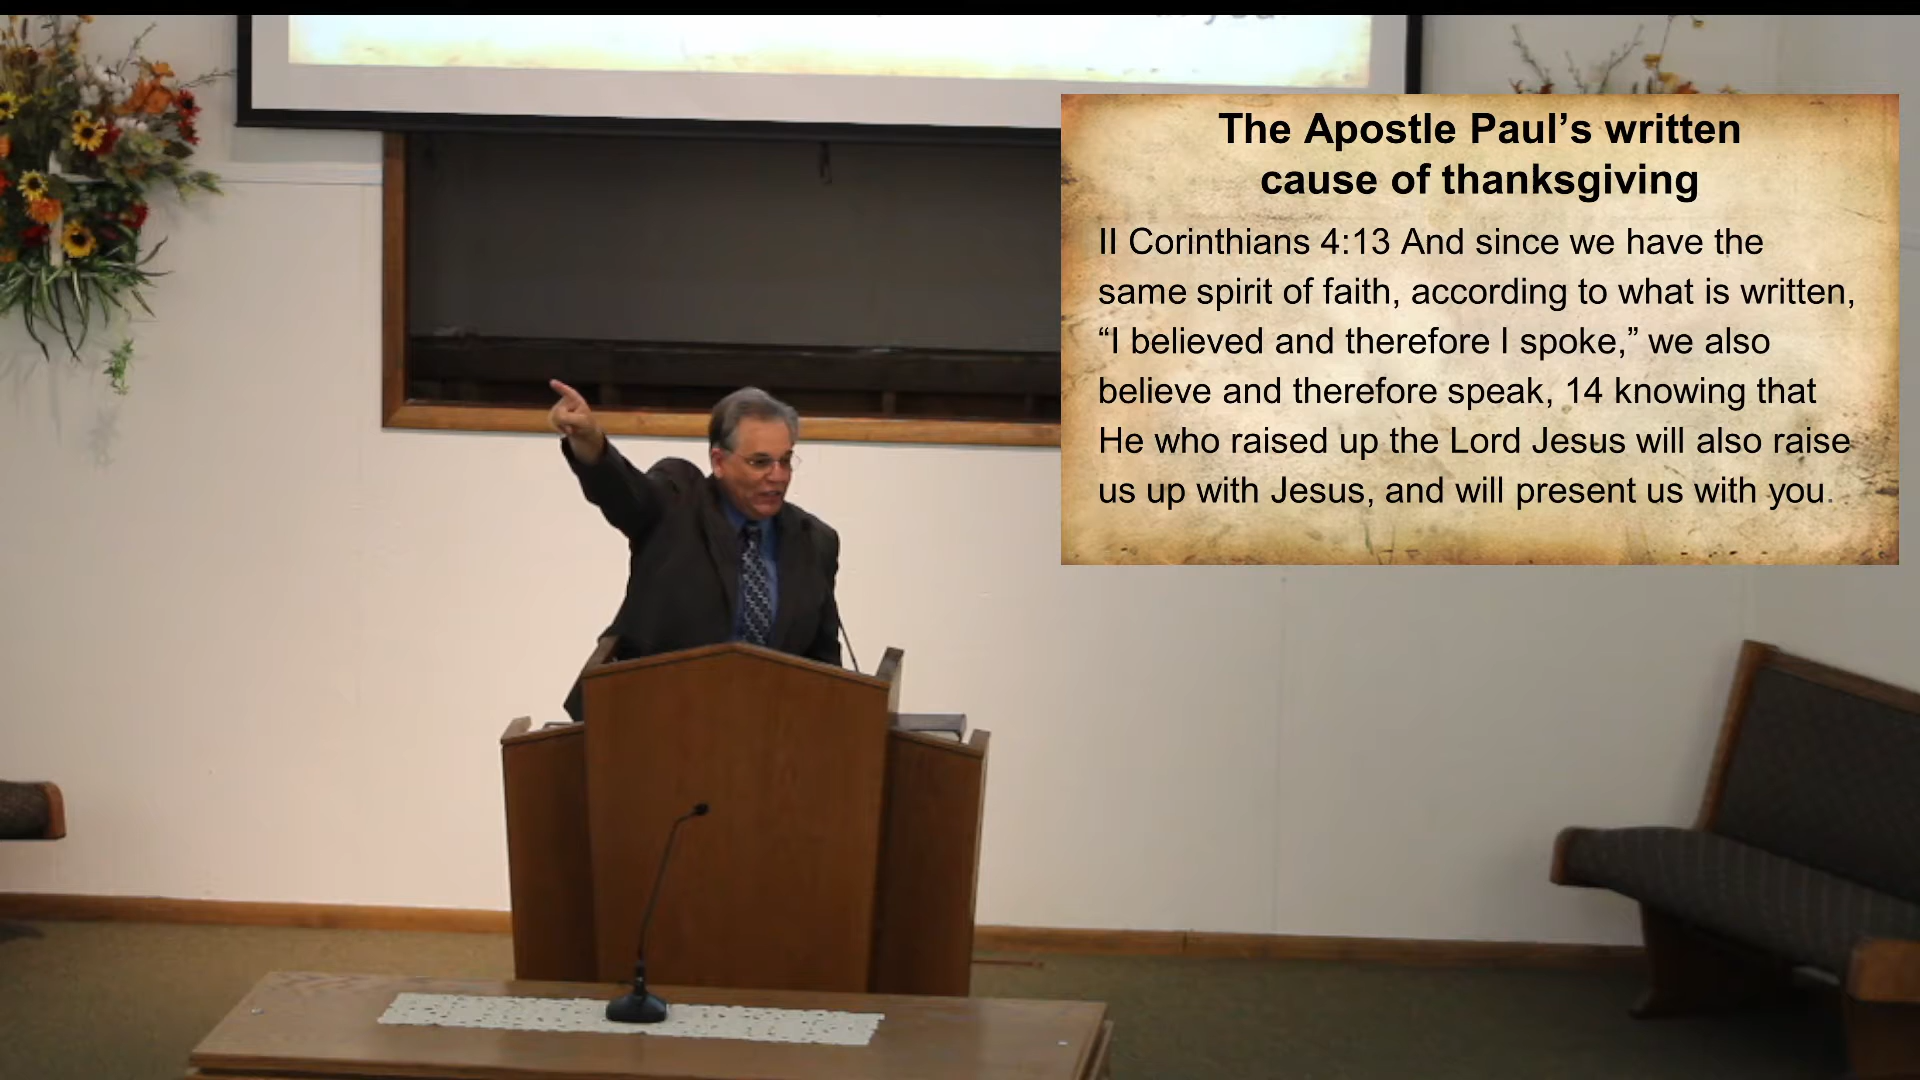 you.
The Apostle Paul’s written
cause of thanksgiving
II Corinthians 4:13 And since we have the
same spirit of faith, according to what is written,
“I believed and therefore I spoke,” we also
believe and therefore speak, 14 knowing that
He who raised up the Lord Jesus will also raise
us up with Jesus, and will present us with you.